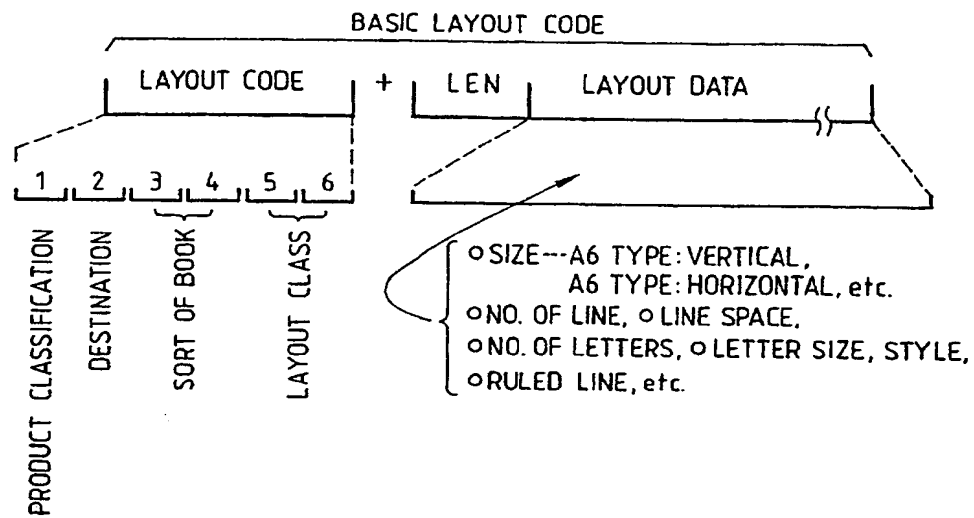 BASIC LAYOUT CODE
LAYOUT CODE + LEN LAYOUT DATA
1 2 3 4 5 6
PRODUCT CLASSIFICATION
DESTINATION
SORT OF BOOK
LAYOUT CLASS
○SIZE---A6 TYPE: VERTICAL,
A6 TYPE: HORIZONTAL, etc.
○NO. OF LINE, ○LINE SPACE,
○NO. OF LETTERS, ○LETTER SIZE, STYLE,
○RULED LINE, etc.